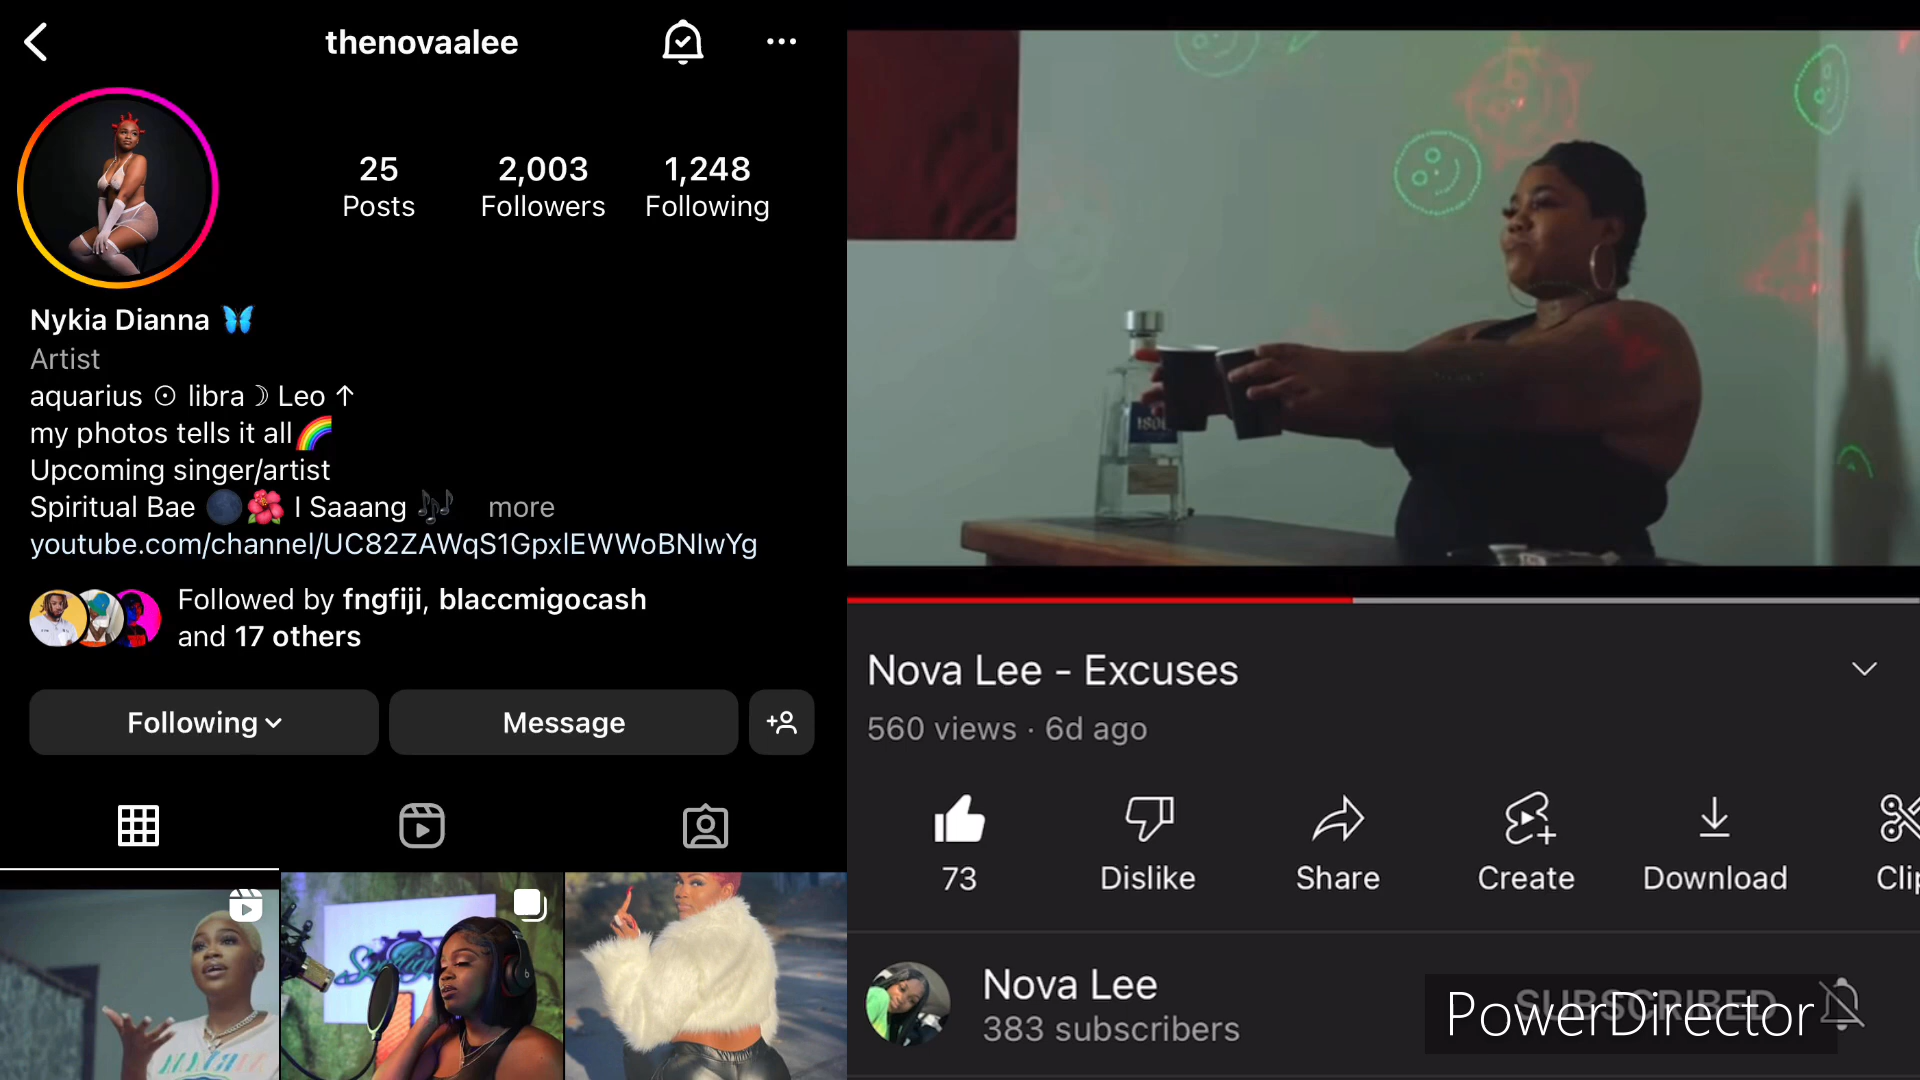 thenovaalee
25
Posts
2,003
Followers
1,248
Following
Nykia Dianna 🦋
Artist
aquarius ☉ libra ☽ Leo ↑
my photos tells it all🌈
Upcoming singer/artist
Spiritual Bae 🌑🌺 I Saaang 🎶 more
youtube.com/channel/UC82ZAWqS1GpxlEWWoBNlwYg
Followed by fngfiji, blaccmigocash
and 17 others
Following
Message
1800
Nova Lee - Excuses
560 views · 6d ago
73
Dislike
Share
Create
Download
Clip
Nova Lee
383 subscribers
SUBSCRIBED
PowerDirector